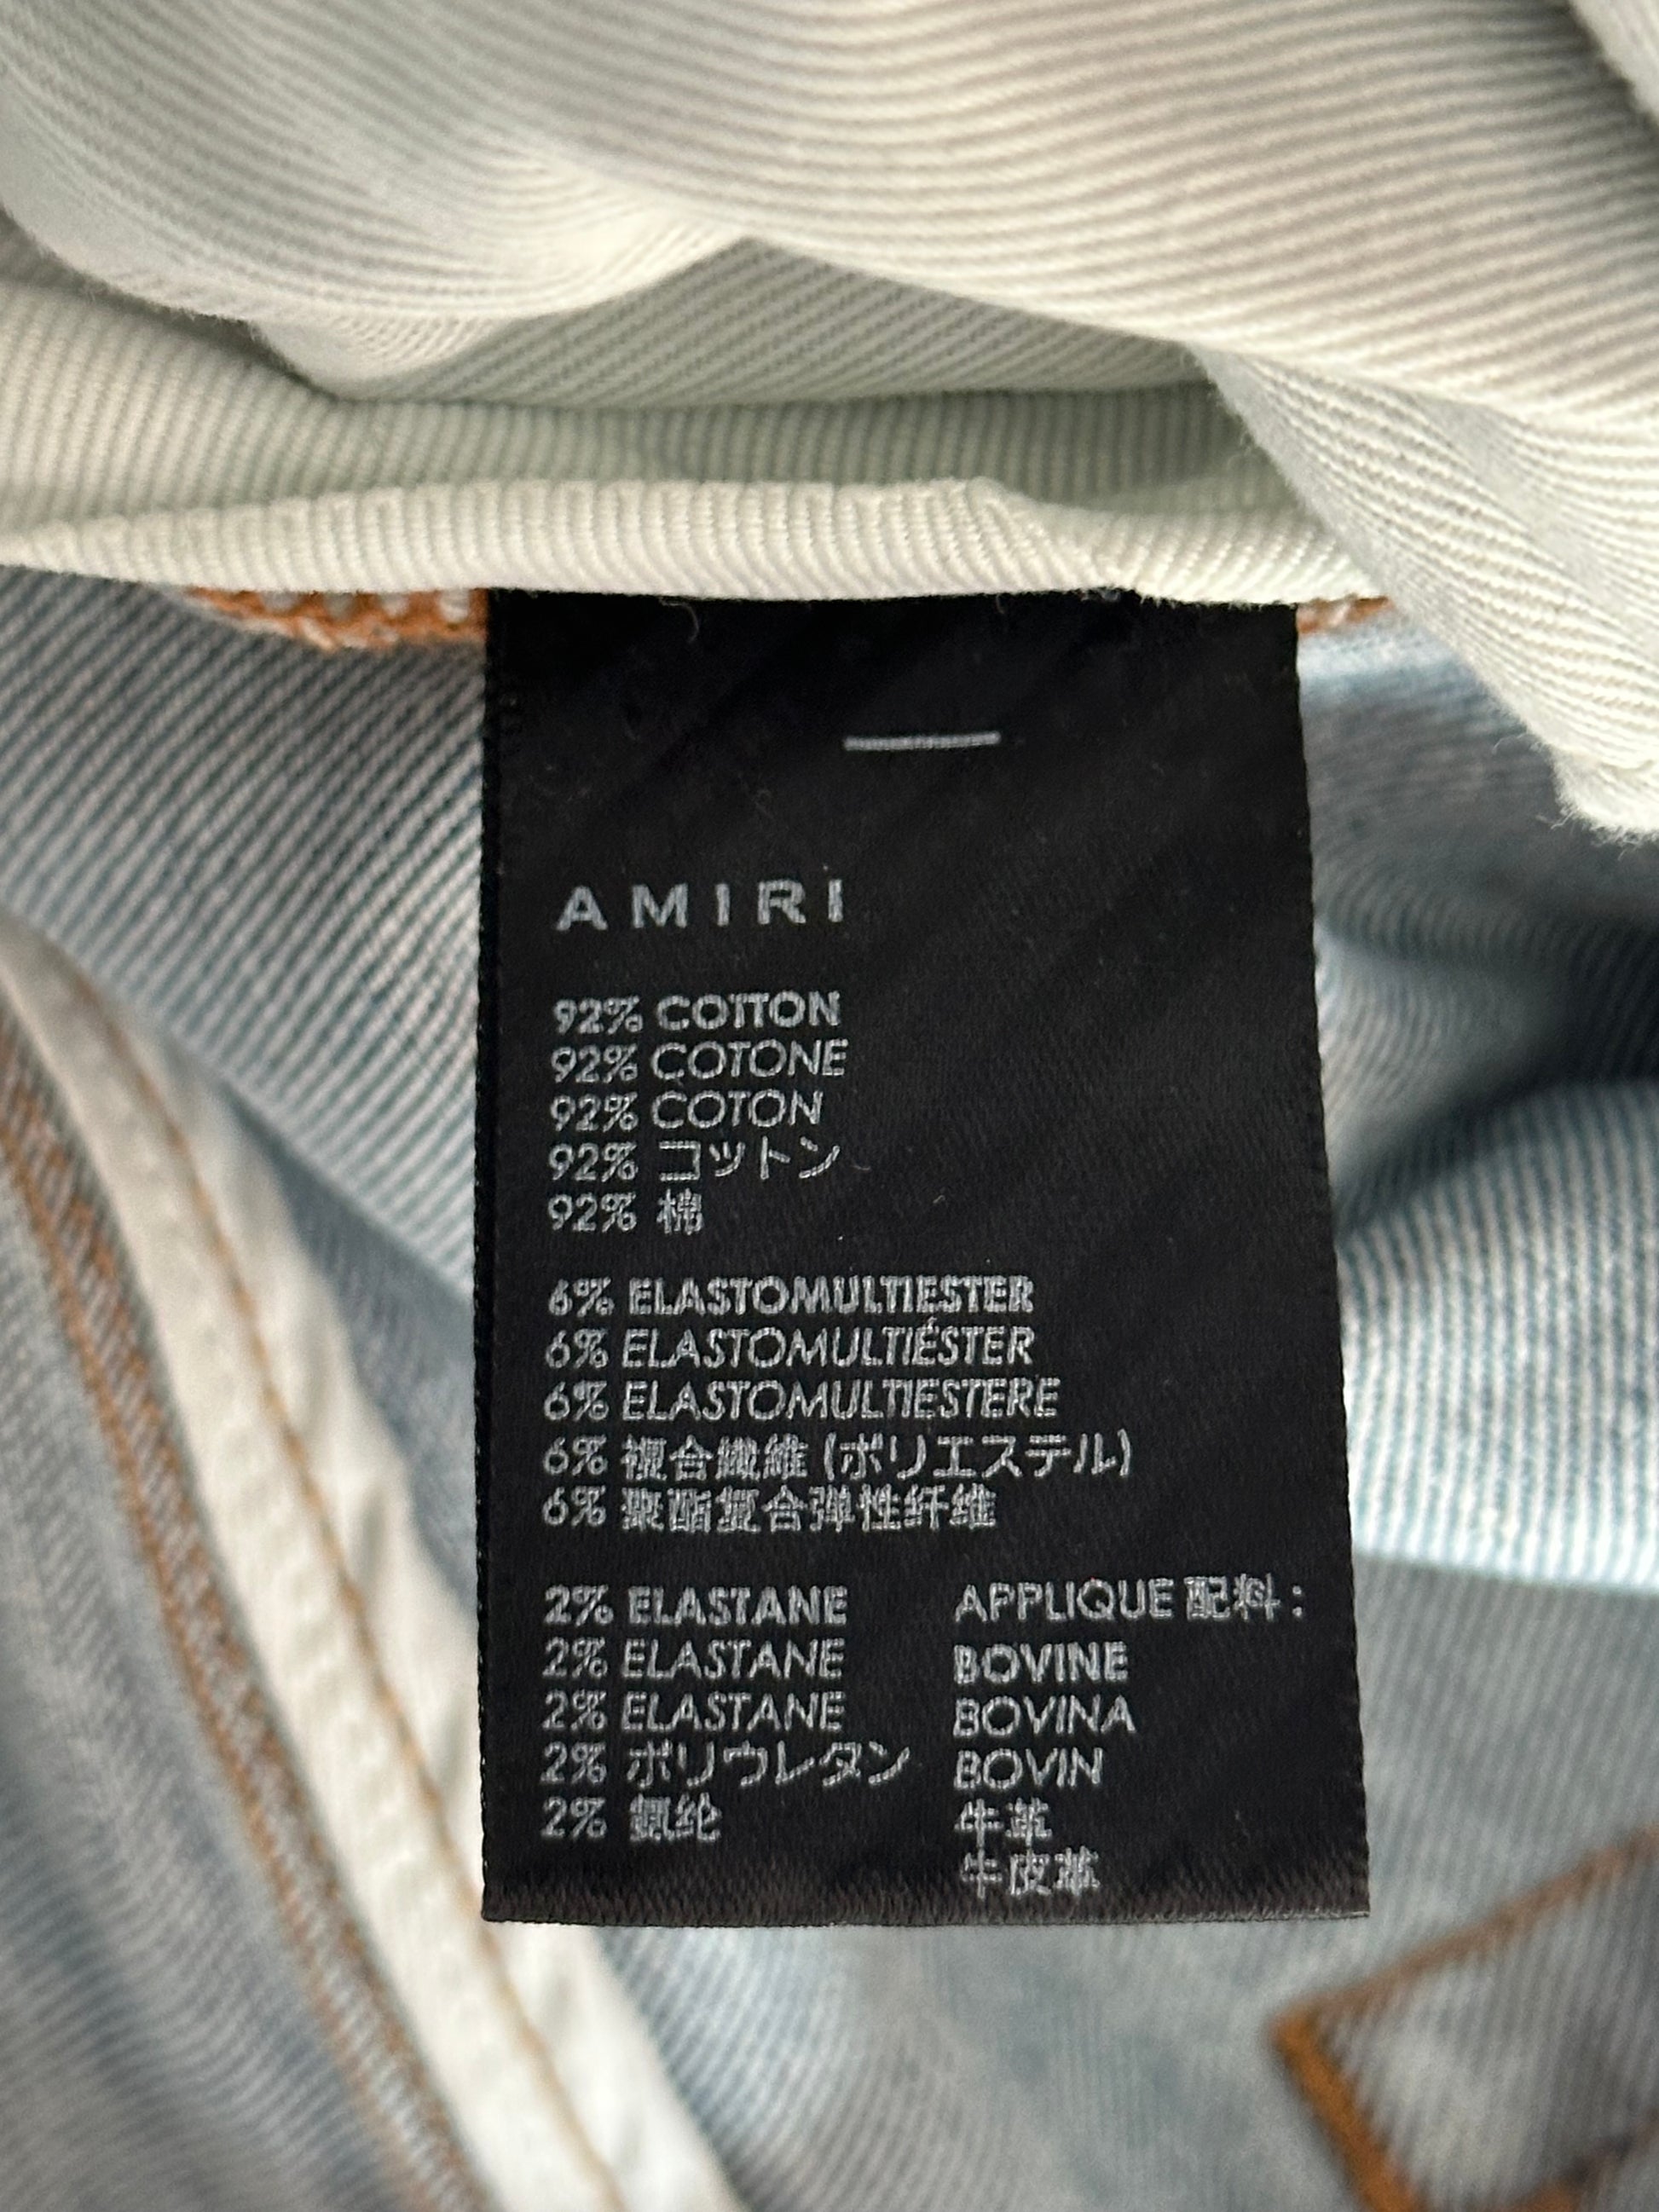 AMIRI
92% COTTON
92% COTONE
92% COTON
92% コットン
92% 棉
6% ELASTOMULTIESTER
6% ELASTOMULTIÉSTER
6% ELASTOMULTIESTERE
6% 複合繊維 (ポリエステル)
6% 聚酯复合弹性纤维
2% ELASTANE
2% ELASTANE
2% ELASTANE
2% ポリウレタン
2% 氨纶
APPLIQUE 配料 :
BOVINE
BOVINA
BOVIN
牛革
牛皮革